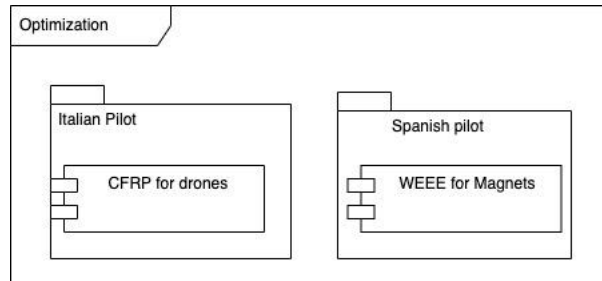 Optimization
Italian Pilot
Spanish pilot
CFRP for drones
WEEE for Magnets